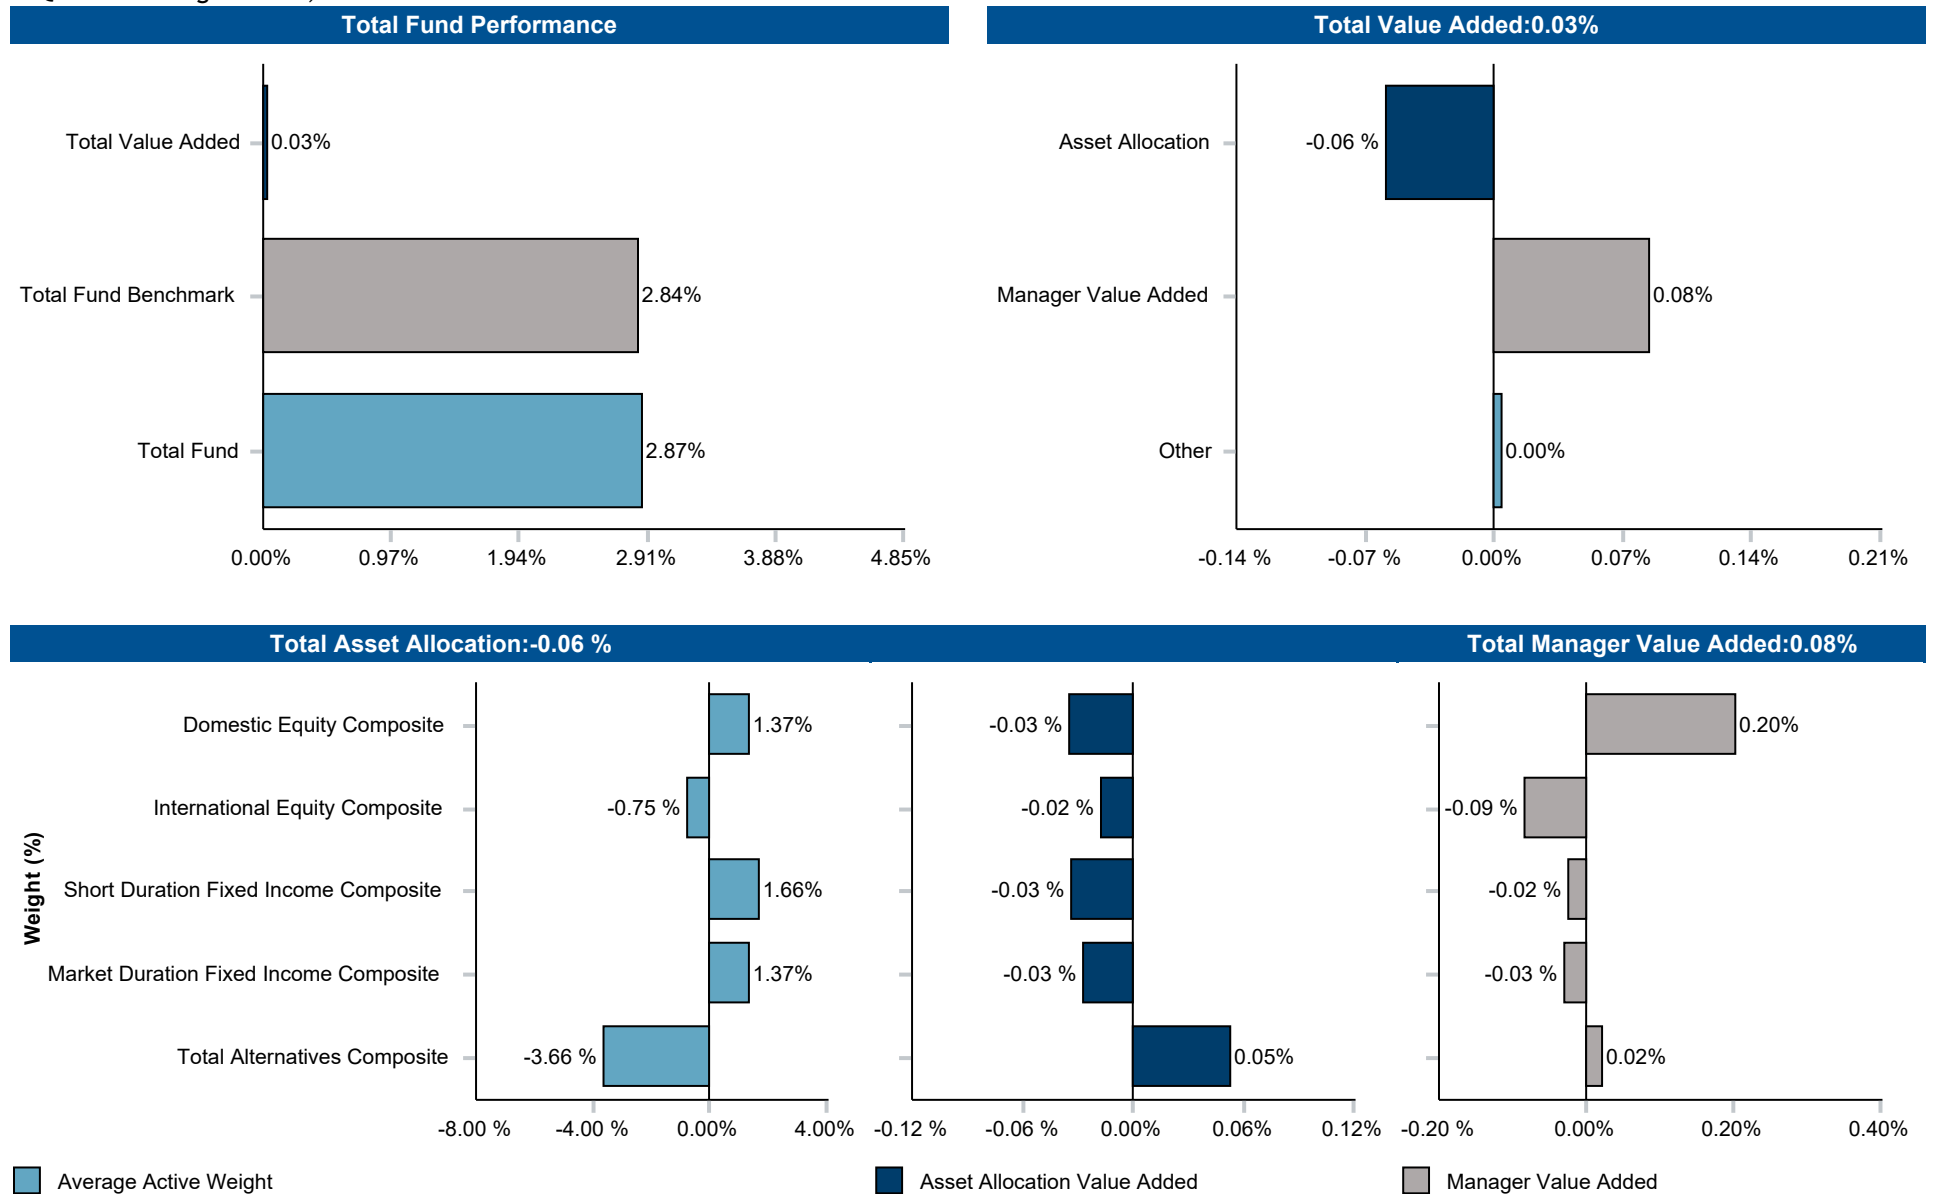 Total Fund Performance
Total Value Added:0.03%
Total Value Added
0.03%
Total Fund Benchmark
2.84%
Total Fund
2.87%
0.00% 0.97% 1.94% 2.91% 3.88% 4.85%
Asset Allocation
-0.06 %
Manager Value Added
0.08%
Other
0.00%
-0.14 % -0.07 % 0.00% 0.07% 0.14% 0.21%
Total Asset Allocation:-0.06 %
Total Manager Value Added:0.08%
Weight (%)
Domestic Equity Composite 1.37% -0.03 % 0.20%
International Equity Composite -0.75 % -0.02 % -0.09 %
Short Duration Fixed Income Composite 1.66% -0.03 % -0.02 %
Market Duration Fixed Income Composite 1.37% -0.03 % -0.03 %
Total Alternatives Composite -3.66 % 0.05% 0.02%
-8.00 % -4.00 % 0.00% 4.00% -0.12 % -0.06 % 0.00% 0.06% 0.12% -0.20 % 0.00% 0.20% 0.40%
Average Active Weight
Asset Allocation Value Added
Manager Value Added